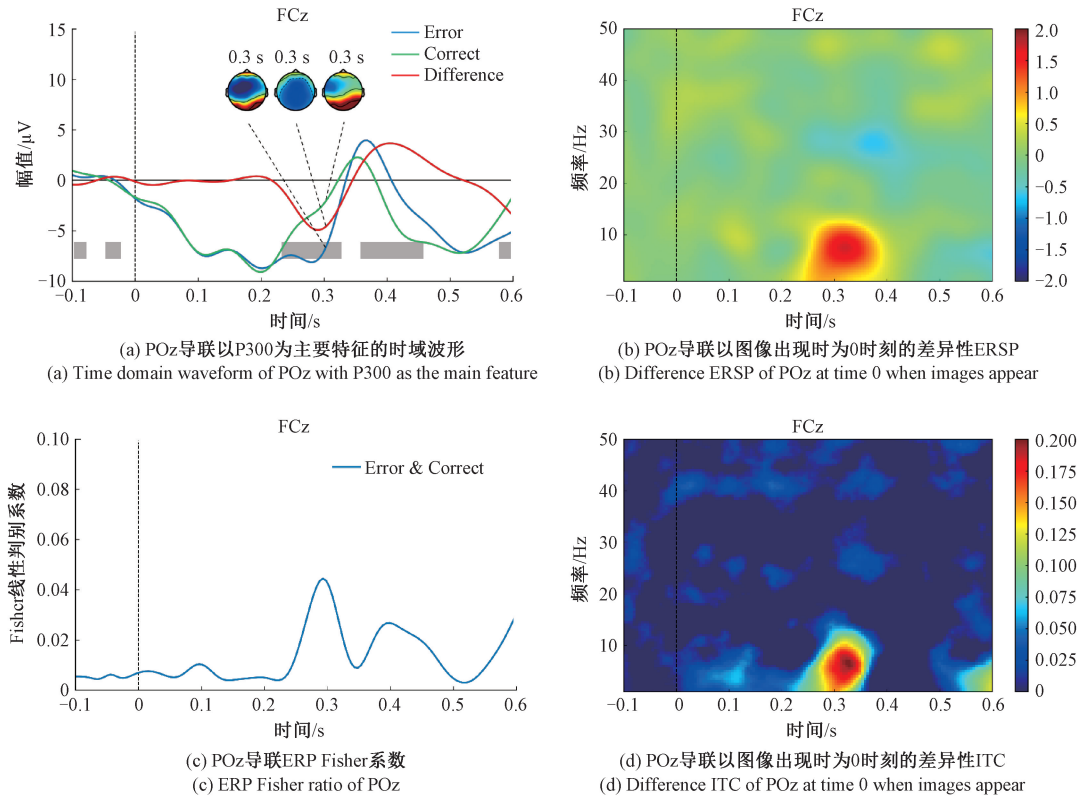 FCz
15
10
5
0
−5
−10
幅值/μV
0.3 s 0.3 s 0.3 s
Error
Correct
Difference
−0.1 0 0.1 0.2 0.3 0.4 0.5 0.6
时间/s
(a) POz导联以P300为主要特征的时域波形
(a) Time domain waveform of POz with P300 as the main feature
FCz
50
40
30
20
10
频率/Hz
2.0
1.5
1.0
0.5
0
−0.5
−1.0
−1.5
−2.0
−0.1 0 0.1 0.2 0.3 0.4 0.5 0.6
时间/s
(b) POz导联以图像出现时为0时刻的差异性ERSP
(b) Difference ERSP of POz at time 0 when images appear
FCz
0.10
0.08
0.06
0.04
0.02
0
Fisher线性判别系数
Error & Correct
−0.1 0 0.1 0.2 0.3 0.4 0.5 0.6
时间/s
(c) POz导联ERP Fisher系数
(c) ERP Fisher ratio of POz
FCz
50
40
30
20
10
频率/Hz
0.200
0.175
0.150
0.125
0.100
0.075
0.050
0.025
0
−0.1 0 0.1 0.2 0.3 0.4 0.5 0.6
时间/s
(d) POz导联以图像出现时为0时刻的差异性ITC
(d) Difference ITC of POz at time 0 when images appear